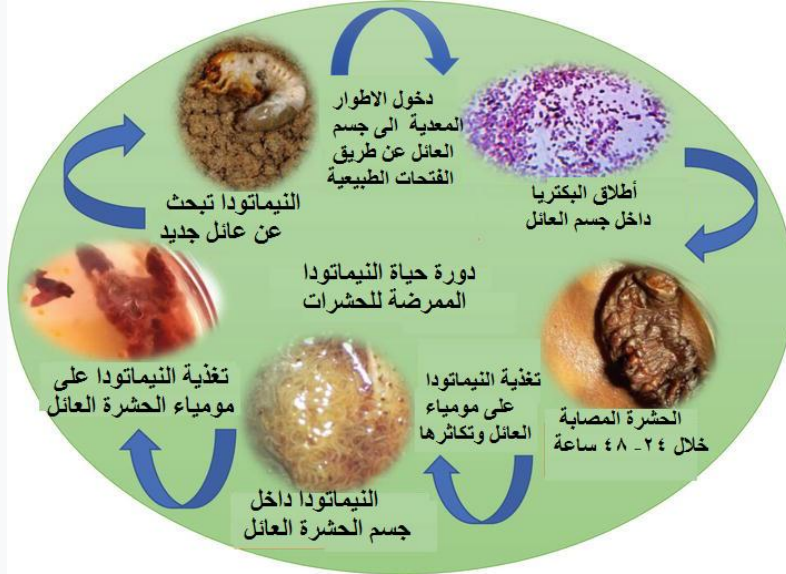 دخول الاطوار
المعدية الى جسم
العائل عن طريق
الفتحات الطبيعية
أطلاق البكتريا
داخل جسم العائل
النيماتودا تبحث
عن عائل جديد
دورة حياة النيماتودا
الممرضة للحشرات
الحشرة المصابة
خلال ٢٤- ٤٨ ساعة
تغذية النيماتودا
على مومياء
العائل وتكاثرها
النيماتودا داخل
جسم الحشرة العائل
تغذية النيماتودا على
مومياء الحشرة العائل